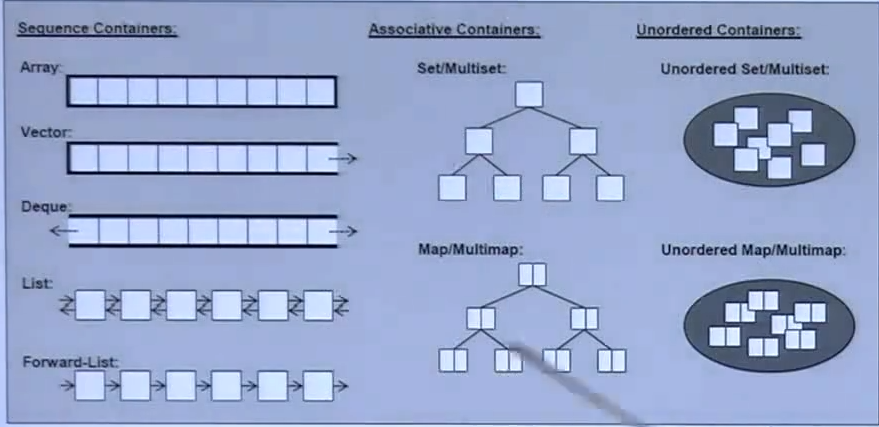 Sequence Containers:
Array:
Vector:
Deque:
List:
Forward-List:
Associative Containers:
Set/Multiset:
Map/Multimap:
Unordered Containers:
Unordered Set/Multiset:
Unordered Map/Multimap: